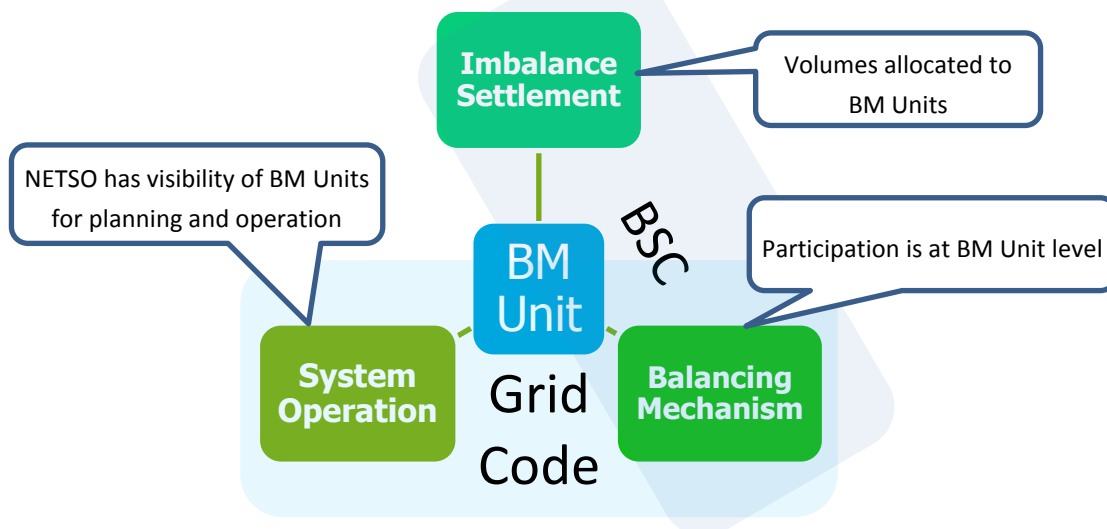 Imbalance
Settlement
Volumes allocated to
BM Units
NETSO has visibility of BM Units
for planning and operation
BSC
Participation is at BM Unit level
BM
Unit
System
Operation
Grid
Code
Balancing
Mechanism